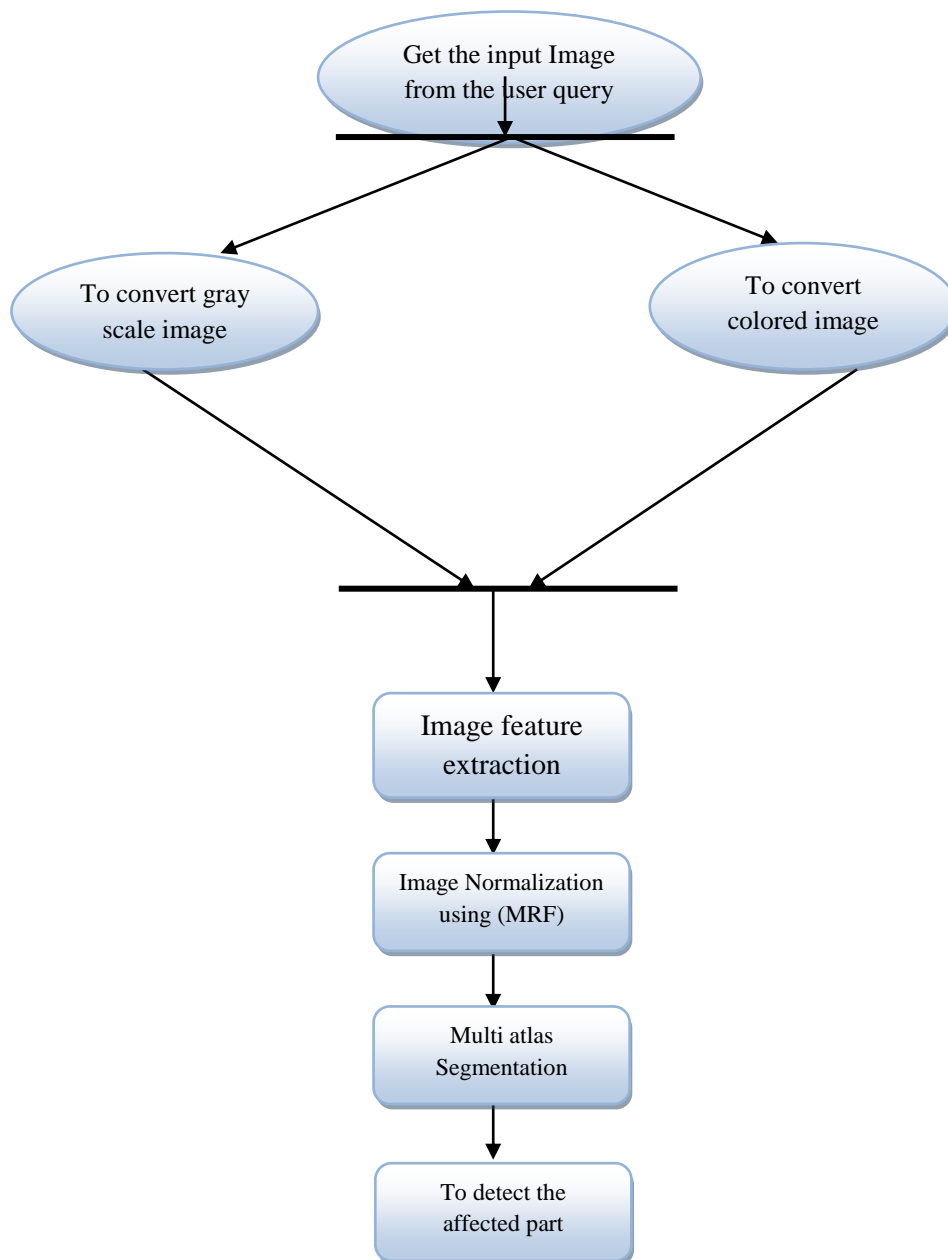 Get the input Image
from the user query
To convert gray
scale image
To convert
colored image
Image feature
extraction
Image Normalization
using (MRF)
Multi atlas
Segmentation
To detect the
affected part